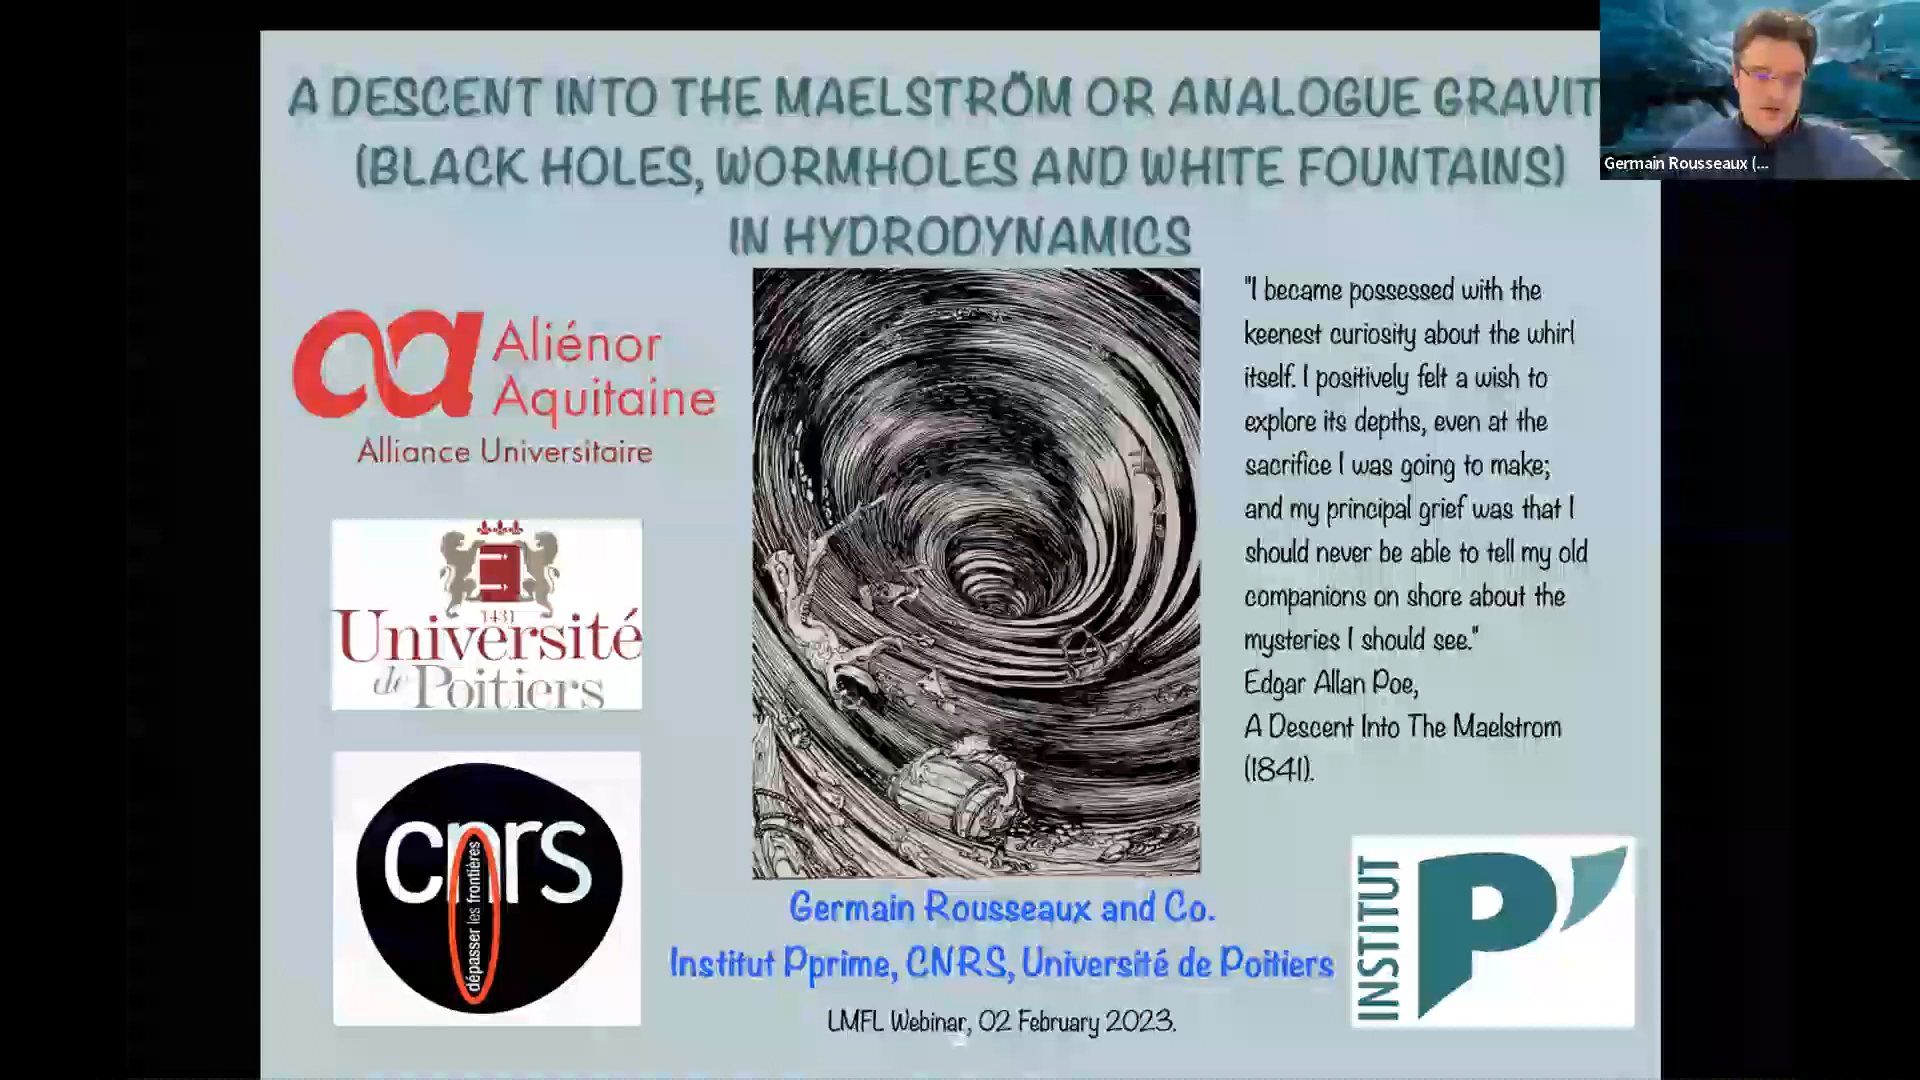 A DESCENT INTO THE MAELSTRÖM OR ANALOGUE GRAVIT
(BLACK HOLES, WORMHOLES AND WHITE FOUNTAINS)
IN HYDRODYNAMICS
Germain Rousseaux (...
Aliénor
Aquitaine
Alliance Universitaire
1431
Université
de Poitiers
cnrs
dépasser les frontières
"I became possessed with the
keenest curiosity about the whirl
itself. I positively felt a wish to
explore its depths, even at the
sacrifice I was going to make;
and my principal grief was that I
should never be able to tell my old
companions on shore about the
mysteries I should see."
Edgar Allan Poe,
A Descent Into The Maelstrom
(1841).
Germain Rousseaux and Co.
Institut Pprime, CNRS, Université de Poitiers
LMFL Webinar, 02 February 2023.
INSTITUT
P'